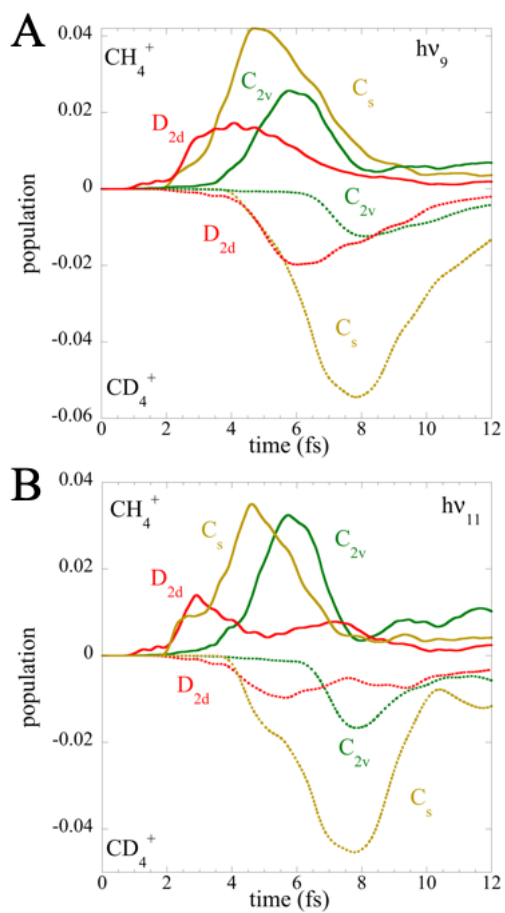 A
0.04
CH₄⁺
hν₉
C₂ᵥ
Cₛ
0.02
D₂d
0
C₂ᵥ
population
D₂d
-0.02
Cₛ
-0.04
CD₄⁺
-0.06
0 2 4 6 8 10 12
time (fs)
B
0.04
CH₄⁺
hν₁₁
Cₛ
C₂ᵥ
0.02
D₂d
0
population
D₂d
-0.02
C₂ᵥ
Cₛ
-0.04
CD₄⁺
0 2 4 6 8 10 12
time (fs)